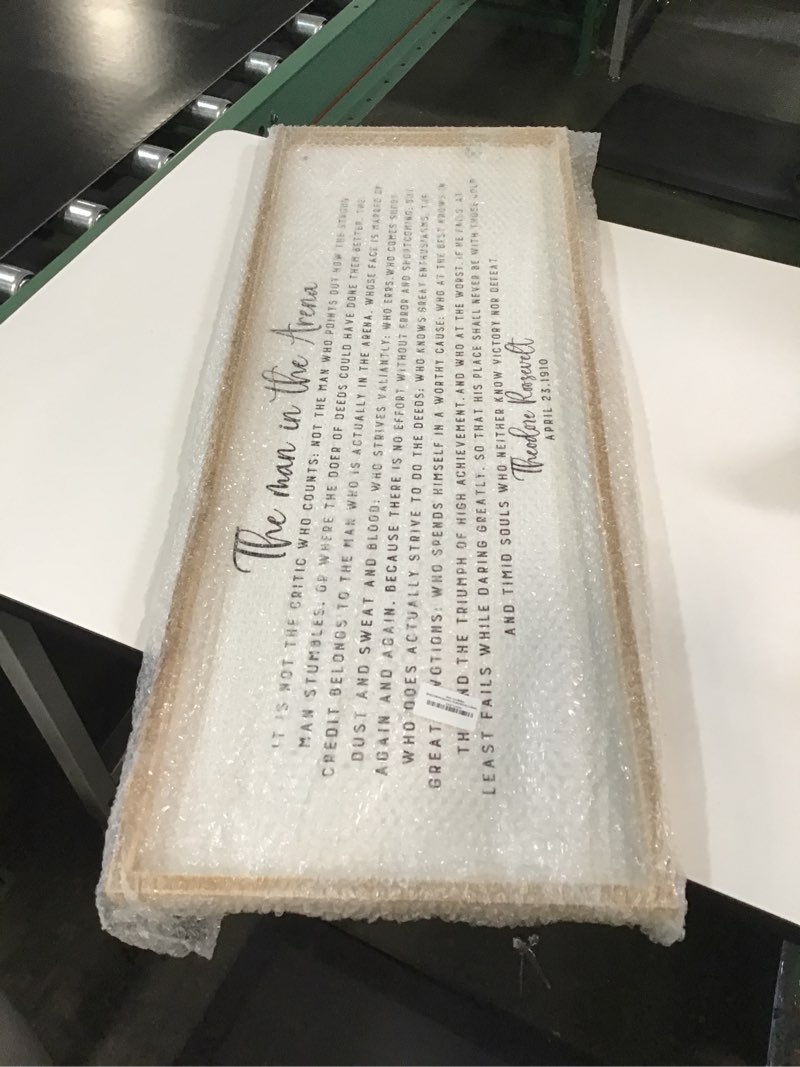 The man in the Arena
IT IS NOT THE CRITIC WHO COUNTS: NOT THE MAN WHO POINTS OUT HOW THE STRONG
MAN STUMBLES, OR WHERE THE DOER OF DEEDS COULD HAVE DONE THEM BETTER. THE
CREDIT BELONGS TO THE MAN WHO IS ACTUALLY IN THE ARENA, WHOSE FACE IS MARRED BY
DUST AND SWEAT AND BLOOD; WHO STRIVES VALIANTLY; WHO ERRS, WHO COMES SHORT
AGAIN AND AGAIN, BECAUSE THERE IS NO EFFORT WITHOUT ERROR AND SHORTCOMING; BUT
WHO DOES ACTUALLY STRIVE TO DO THE DEEDS; WHO KNOWS GREAT ENTHUSIASMS, THE
GREAT WHO SPENDS HIMSELF IN A WORTHY CAUSE; WHO AT THE BEST KNOWS IN
TH ND THE TRIUMPH OF HIGH ACHIEVEMENT, AND WHO AT THE WORST, IF HE FAILS, AT
LEAST FAILS WHILE DARING GREATLY, SO THAT HIS PLACE SHALL NEVER BE WITH THOSE COLD
AND TIMID SOULS WHO NEITHER KNOW VICTORY NOR DEFEAT.
Theodore Roosevelt
APRIL 23,1910